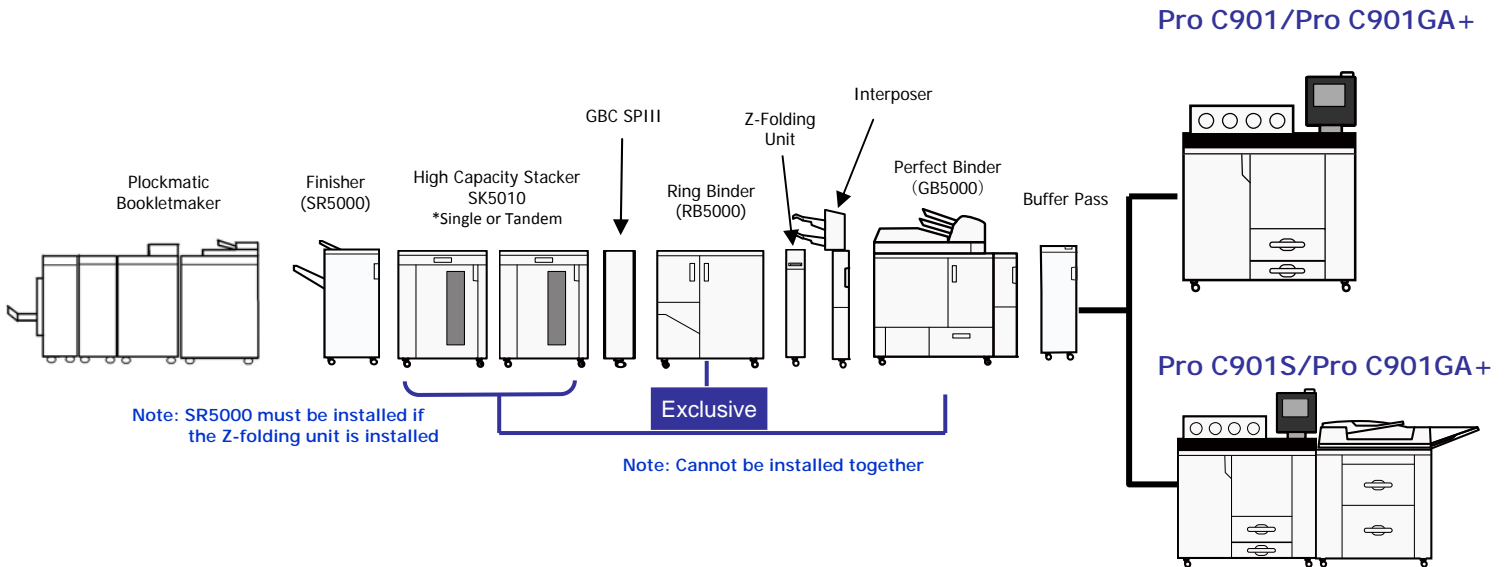 Pro C901/Pro C901GA+
Interposer
GBC SPIII
Z-Folding
Unit
Perfect Binder
(GB5000)
Plockmatic
Bookletmaker
Finisher
(SR5000)
High Capacity Stacker
SK5010
*Single or Tandem
Ring Binder
(RB5000)
Buffer Pass
Pro C901S/Pro C901GA+
Exclusive
Note: SR5000 must be installed if
the Z-folding unit is installed
Note: Cannot be installed together